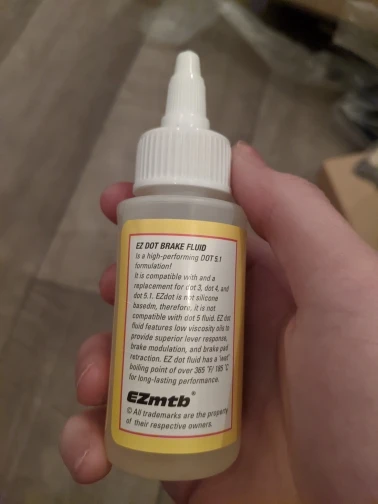 EZ DOT BRAKE FLUID
is a high-performing DOT 5.1
formulation!
It is compatible with and a
replacement for dot 3, dot 4, and
dot 5.1. EZdot is not silicone
basedm, therefore, it is not
compatible with dot 5 fluid. EZ dot
fluid features low viscosity oils to
provide superior lever response,
brake modulation, and brake pad
retraction. EZ dot fluid has a "wet"
boiling point of over 365 °F/ 185 °C
for long-lasting performance.
EZmtb®
© All trademarks are the property
of their respective owners.